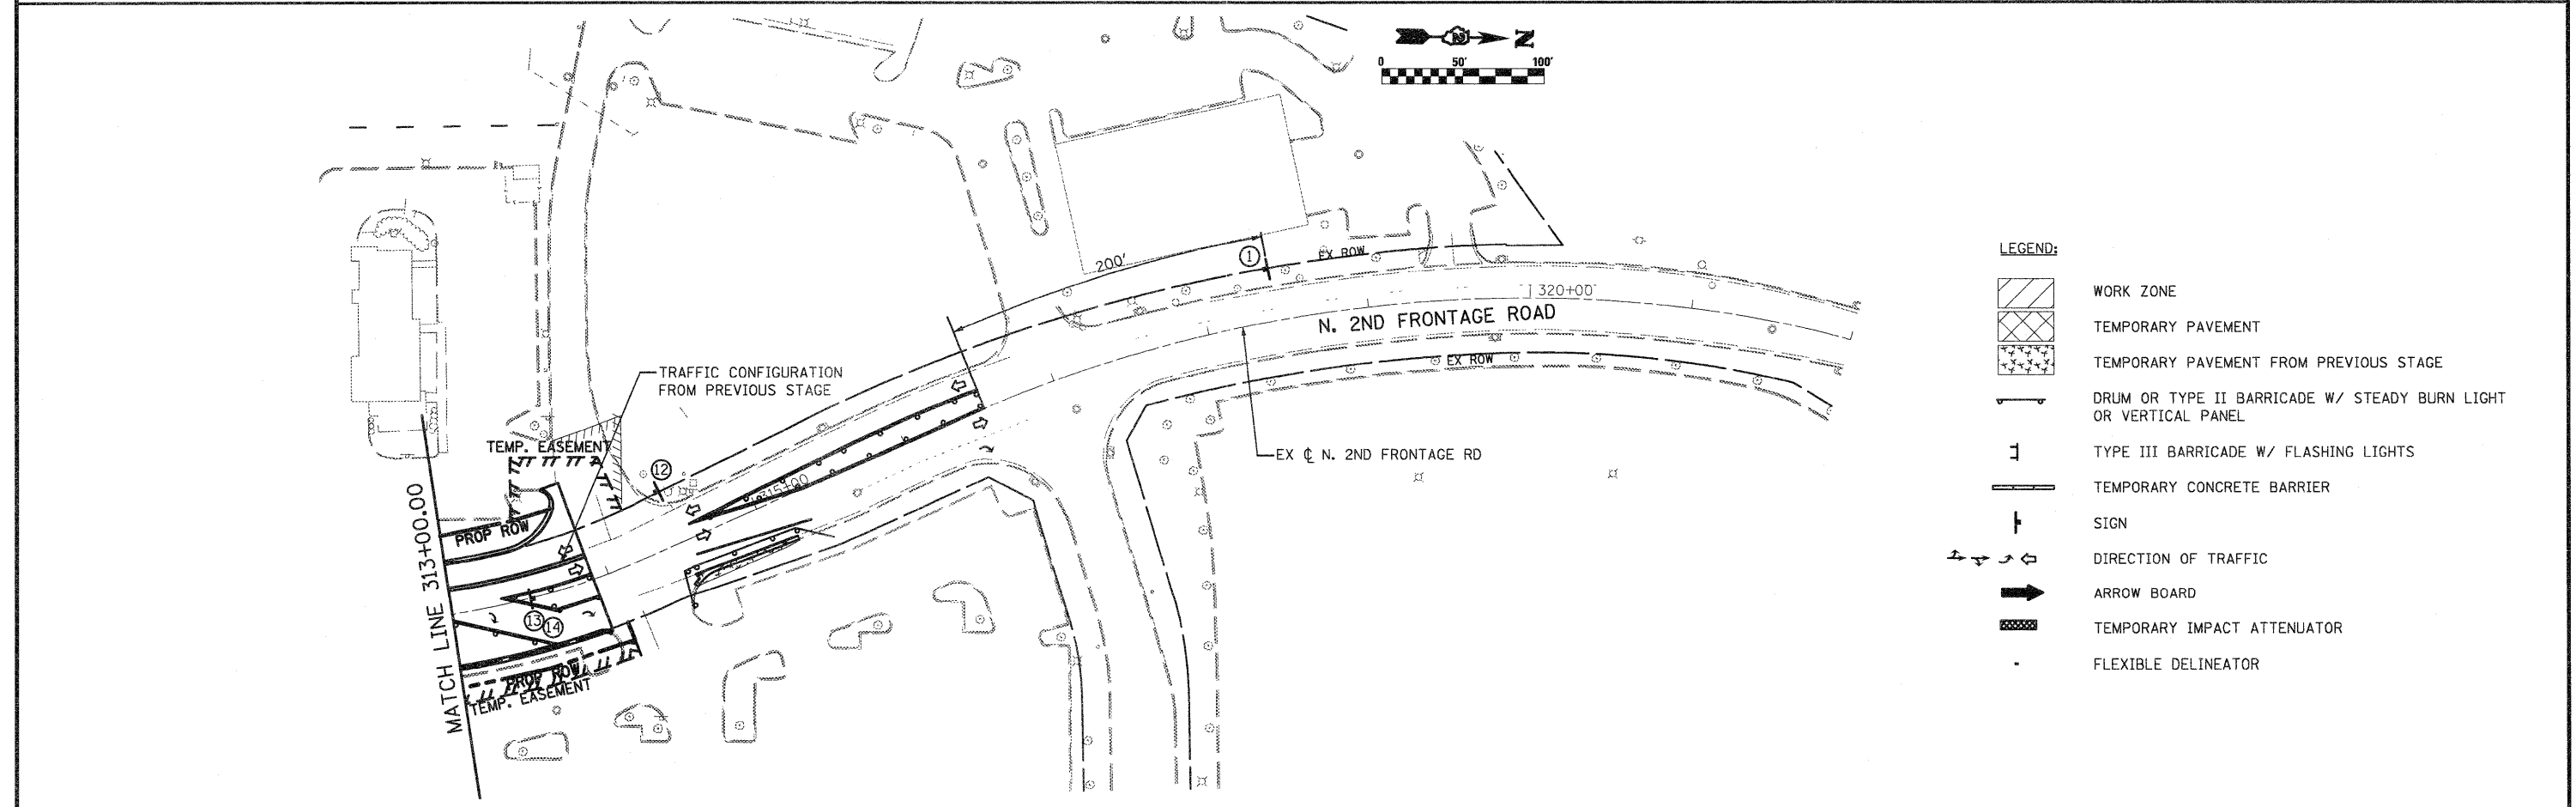 N
0 50' 100'
200'
1
EX ROW
320+00
N. 2ND FRONTAGE ROAD
EX ROW
TRAFFIC CONFIGURATION
FROM PREVIOUS STAGE
EX ℄ N. 2ND FRONTAGE RD
TEMP. EASEMENT
12
315+00
PROP ROW
MATCH LINE 313+00.00
13
14
PROP ROW
TEMP. EASEMENT
LEGEND:
WORK ZONE
TEMPORARY PAVEMENT
TEMPORARY PAVEMENT FROM PREVIOUS STAGE
DRUM OR TYPE II BARRICADE W/ STEADY BURN LIGHT
OR VERTICAL PANEL
TYPE III BARRICADE W/ FLASHING LIGHTS
TEMPORARY CONCRETE BARRIER
SIGN
DIRECTION OF TRAFFIC
ARROW BOARD
TEMPORARY IMPACT ATTENUATOR
FLEXIBLE DELINEATOR